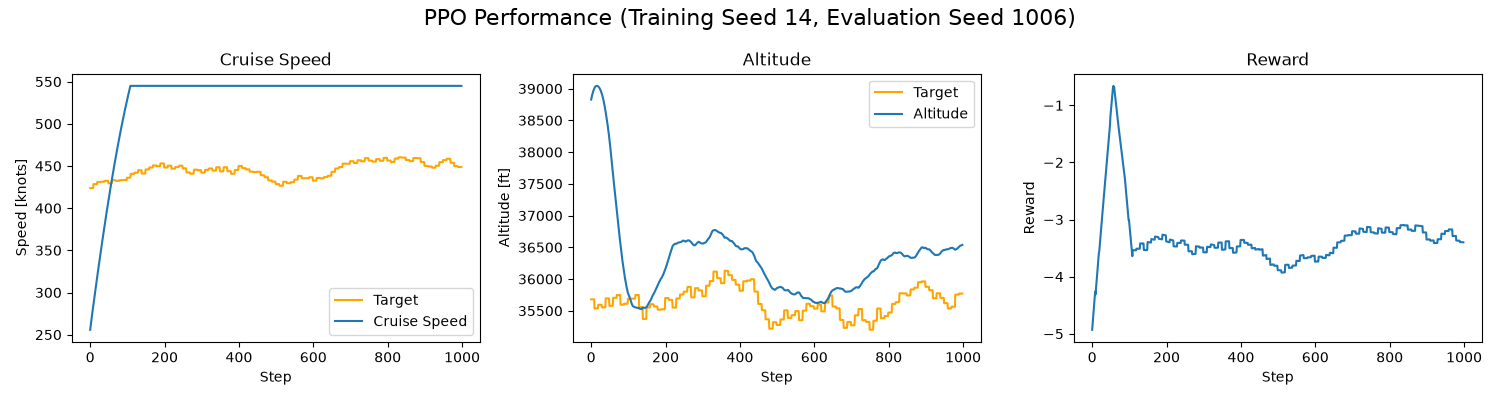 PPO Performance (Training Seed 14, Evaluation Seed 1006)
Cruise Speed
Speed [knots]
550
500
450
400
350
300
250
0 200 400 600 800 1000
Step
Target
Cruise Speed
Altitude
Altitude [ft]
39000
38500
38000
37500
37000
36500
36000
35500
0 200 400 600 800 1000
Step
Target
Altitude
Reward
Reward
−1
−2
−3
−4
−5
0 200 400 600 800 1000
Step